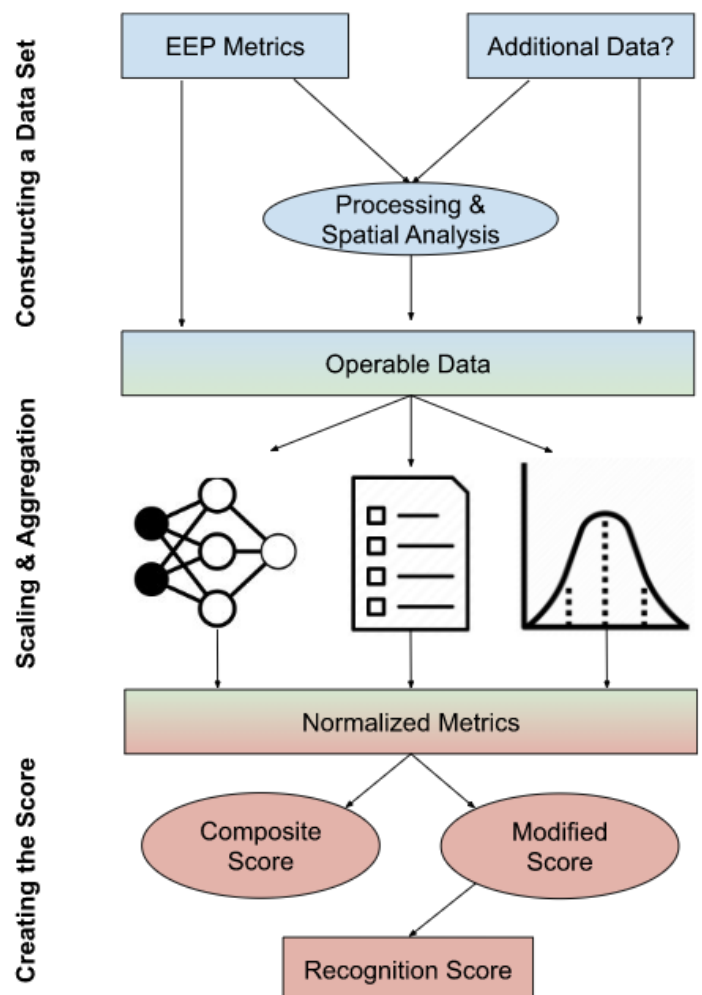 Constructing a Data Set
EEP Metrics
Additional Data?
Processing &
Spatial Analysis
Operable Data
Scaling & Aggregation
Normalized Metrics
Creating the Score
Composite
Score
Modified
Score
Recognition Score